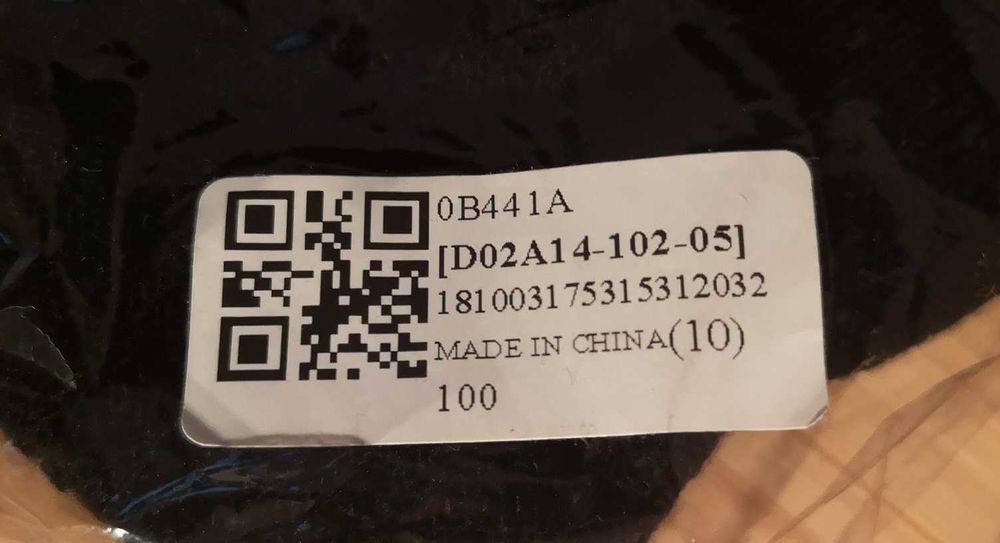 0B441A
[D02A14-102-05]
181003175315312032
MADE IN CHINA(10)
100